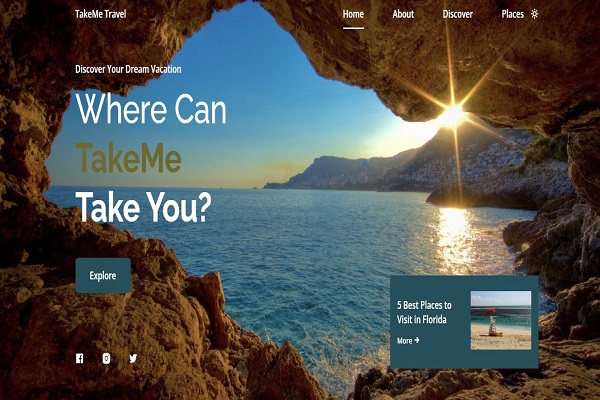 TakeMe Travel
Home About Discover Places
Discover Your Dream Vacation
Where Can
TakeMe
Take You?
Explore
5 Best Places to
Visit in Florida
More